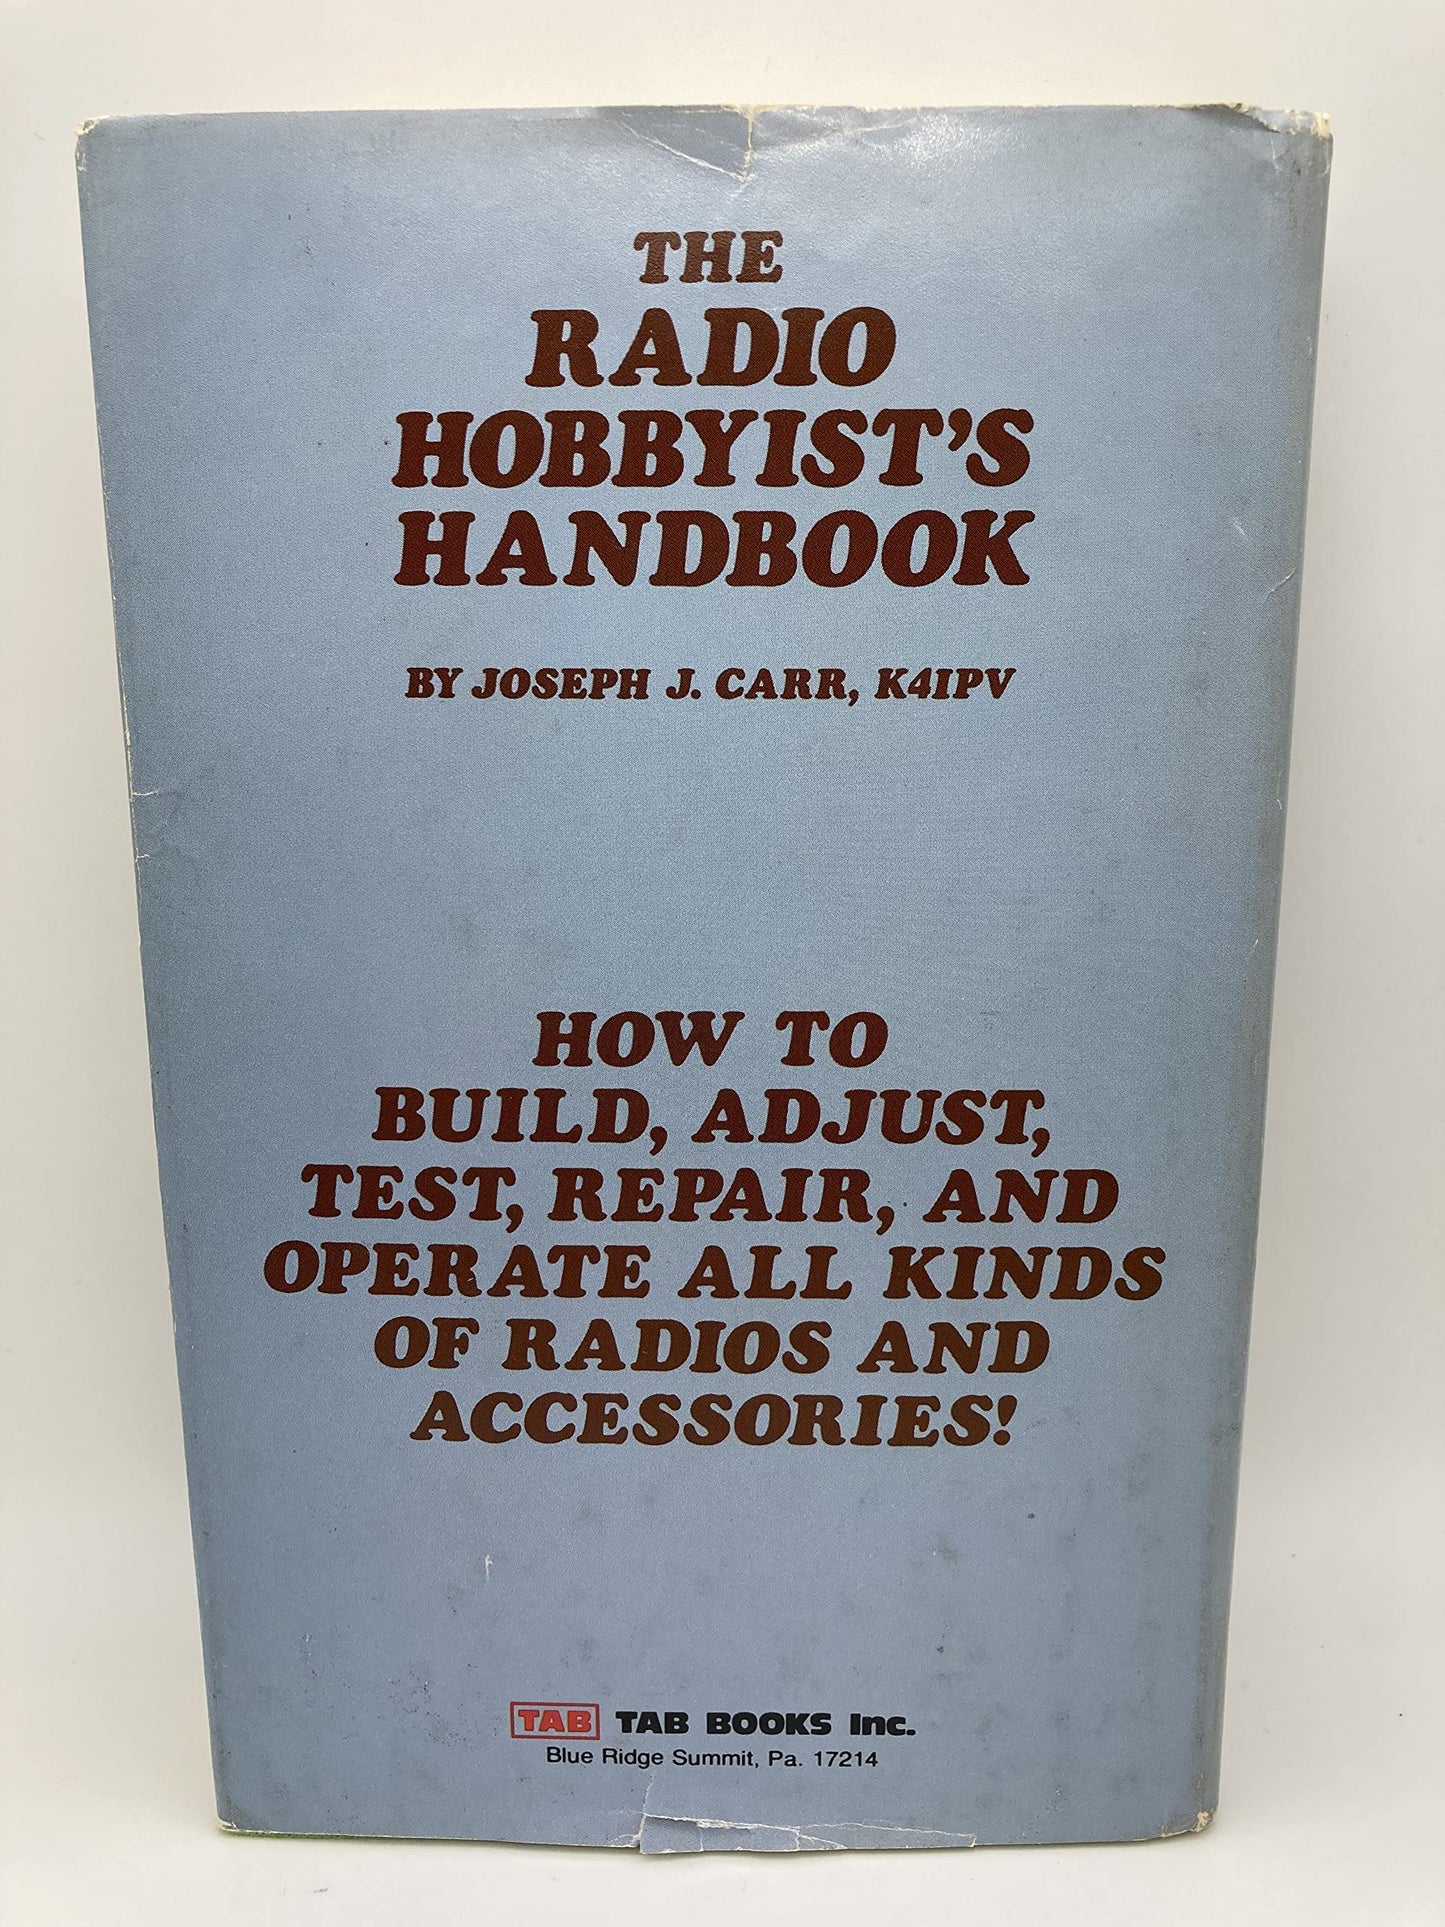 THE
RADIO
HOBBYIST'S
HANDBOOK
BY JOSEPH J. CARR, K4IPV
HOW TO
BUILD, ADJUST,
TEST, REPAIR, AND
OPERATE ALL KINDS
OF RADIOS AND
ACCESSORIES!
TAB TAB BOOKS Inc.
Blue Ridge Summit, Pa. 17214